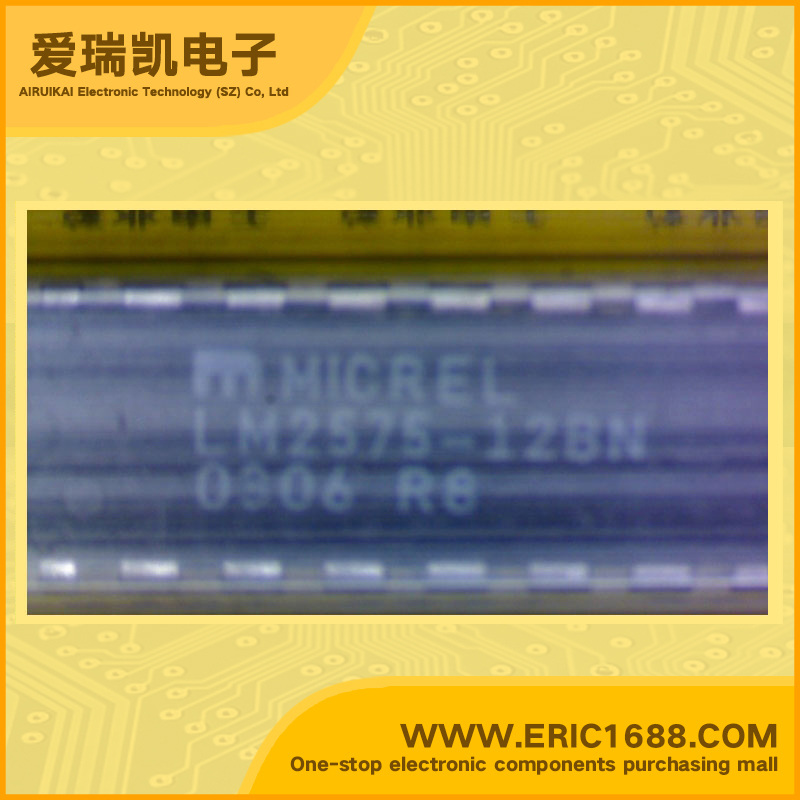 爱瑞凯电子
AIRUIKAI Electronic Technology (SZ) Co, Ltd
MICREL
LM2575-12BN
0906 R8
WWW.ERIC1688.COM
One-stop electronic components purchasing mall